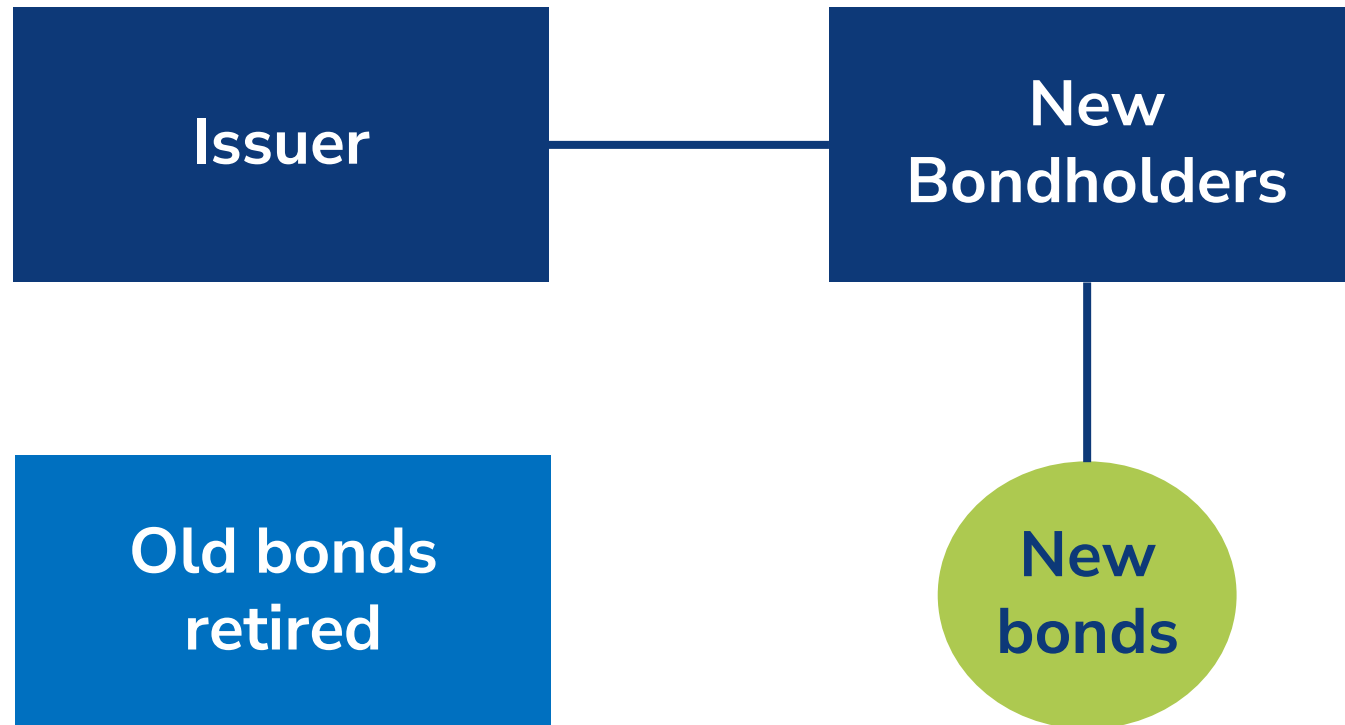 Issuer
New
Bondholders
Old bonds
retired
New
bonds